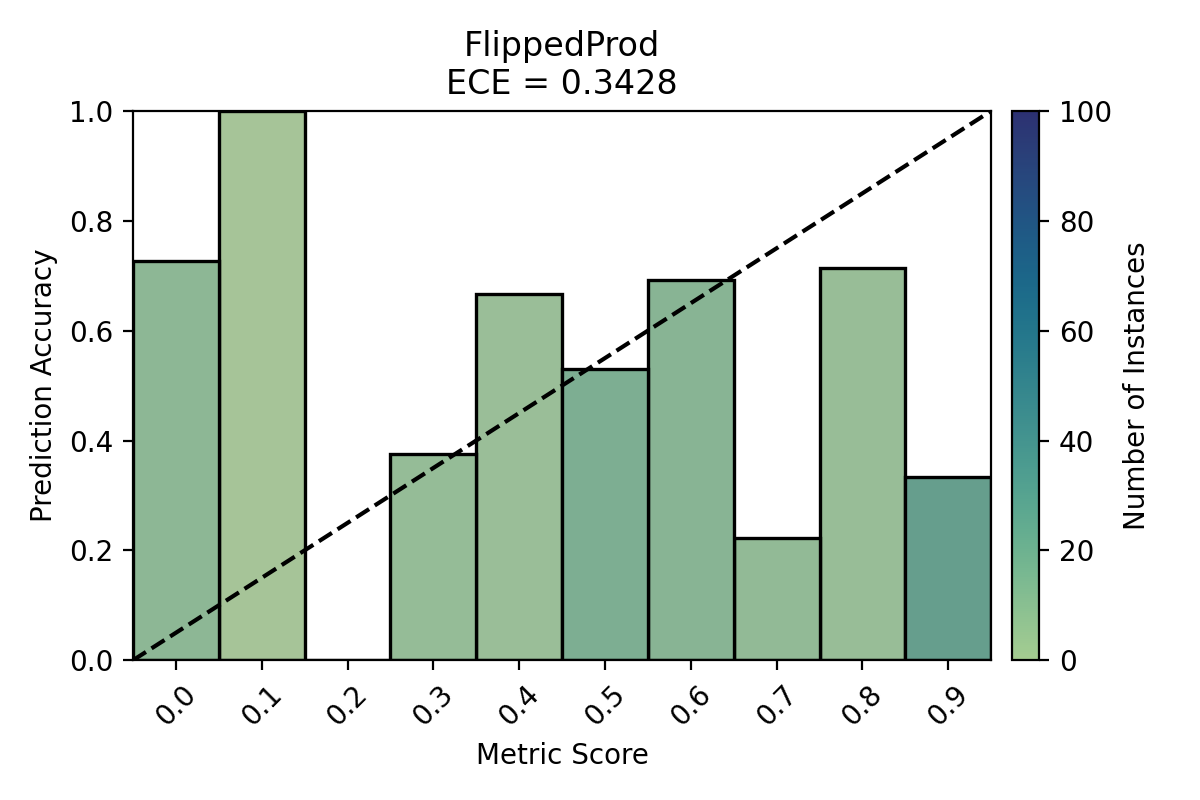 FlippedProd
ECE = 0.3428
Prediction Accuracy
1.0
0.8
0.6
0.4
0.2
0.0
0.0 0.1 0.2 0.3 0.4 0.5 0.6 0.7 0.8 0.9
Metric Score
100
80
60
40
20
0
Number of Instances